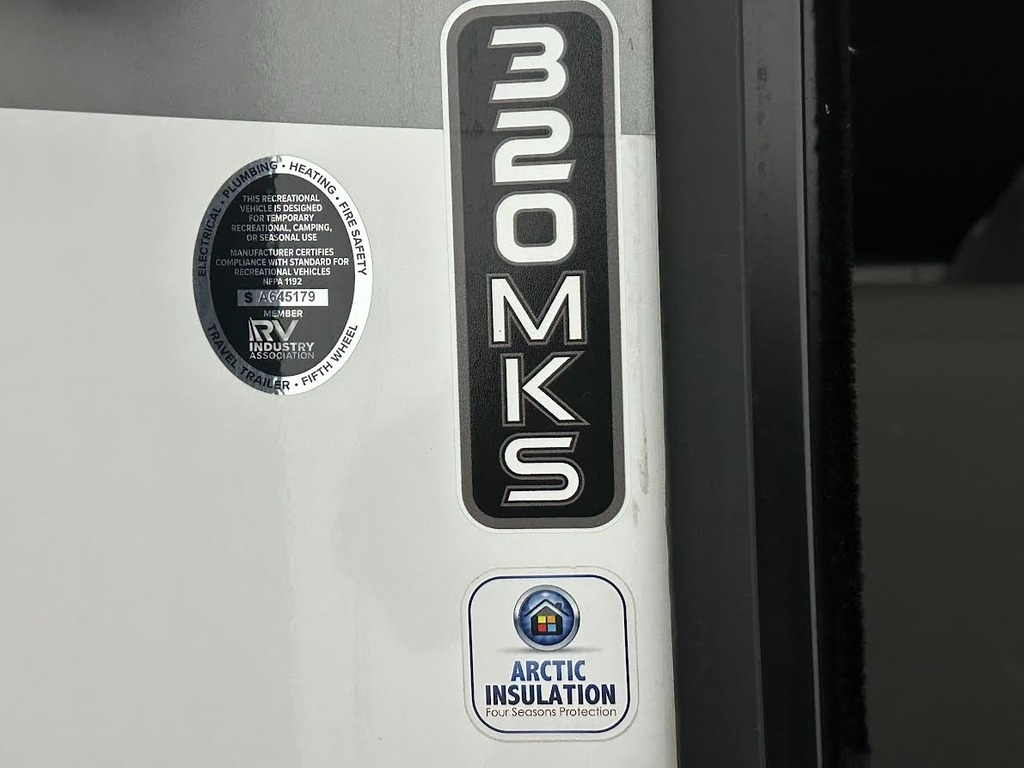 320MKS
ELECTRICAL • PLUMBING • HEATING • FIRE SAFETY
THIS RECREATIONAL
VEHICLE IS DESIGNED
FOR TEMPORARY
RECREATIONAL, CAMPING,
OR SEASONAL USE
MANUFACTURER CERTIFIES
COMPLIANCE WITH STANDARD FOR
RECREATIONAL VEHICLES
NFPA 1192
S A645179
MEMBER
RV
INDUSTRY
ASSOCIATION
TRAVEL TRAILER • FIFTH WHEEL
ARCTIC
INSULATION
Four Seasons Protection